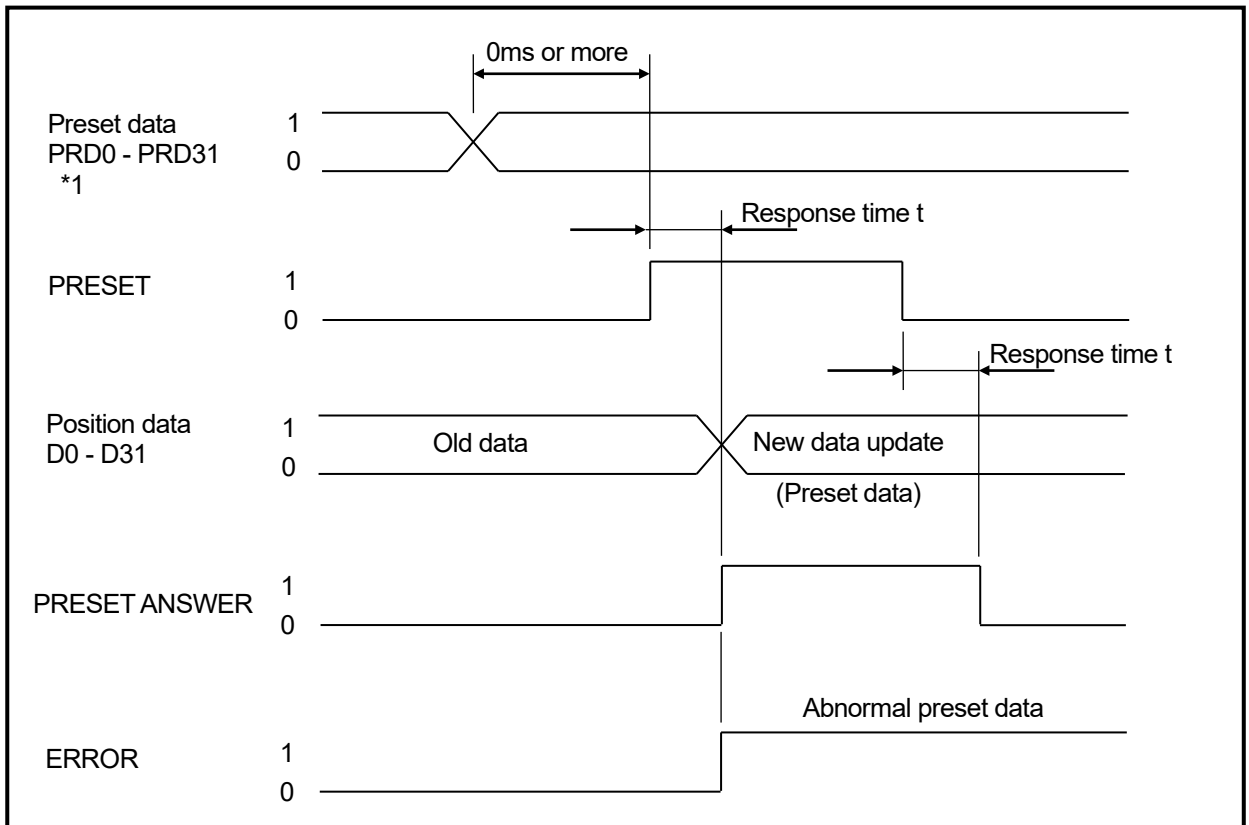 0ms or more
Preset data
PRD0 - PRD31
*1
1
0
Response time t
PRESET
1
0
Response time t
Position data
D0 - D31
1
0
Old data
New data update
(Preset data)
PRESET ANSWER
1
0
Abnormal preset data
ERROR
1
0